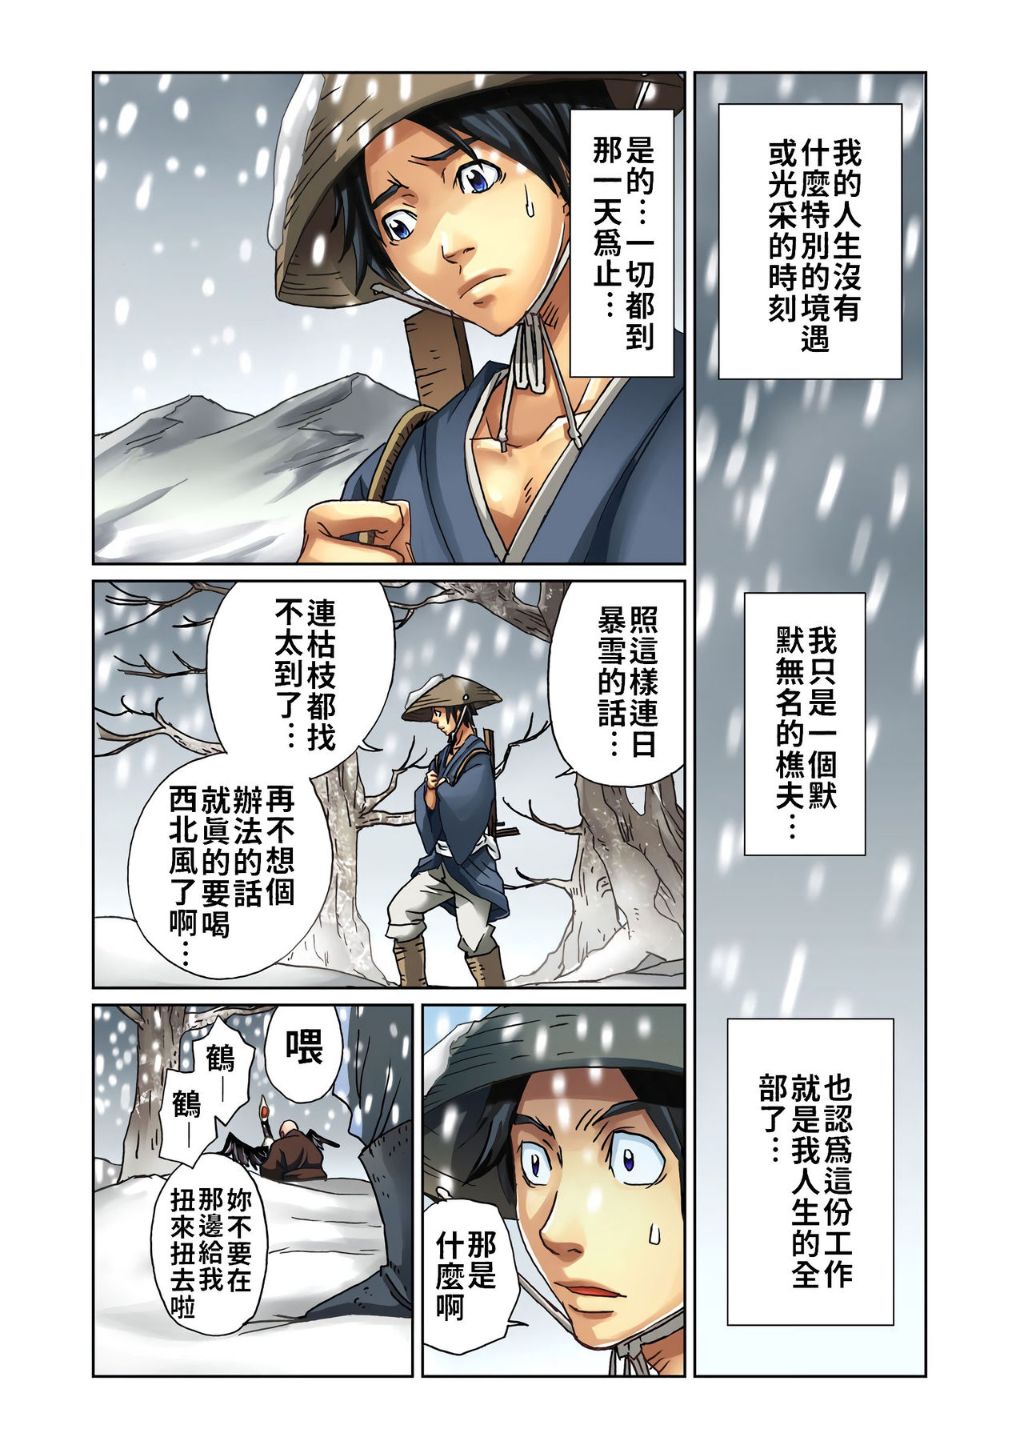 我的人生沒有
什麼特別的境遇
或光采的時刻
我只是一個默
默無名的樵夫…
也認爲這份工作
就是我人生的全
部了…
是的…一切都到
那一天爲止…
照這樣連日
暴雪的話…
連枯枝都找
不太到了…
再不想個
辦法的話
就眞的要喝
西北風了啊…
那是
什麼啊
喂
鶴—
鶴—
妳不要在
那邊給我
扭來扭去啦